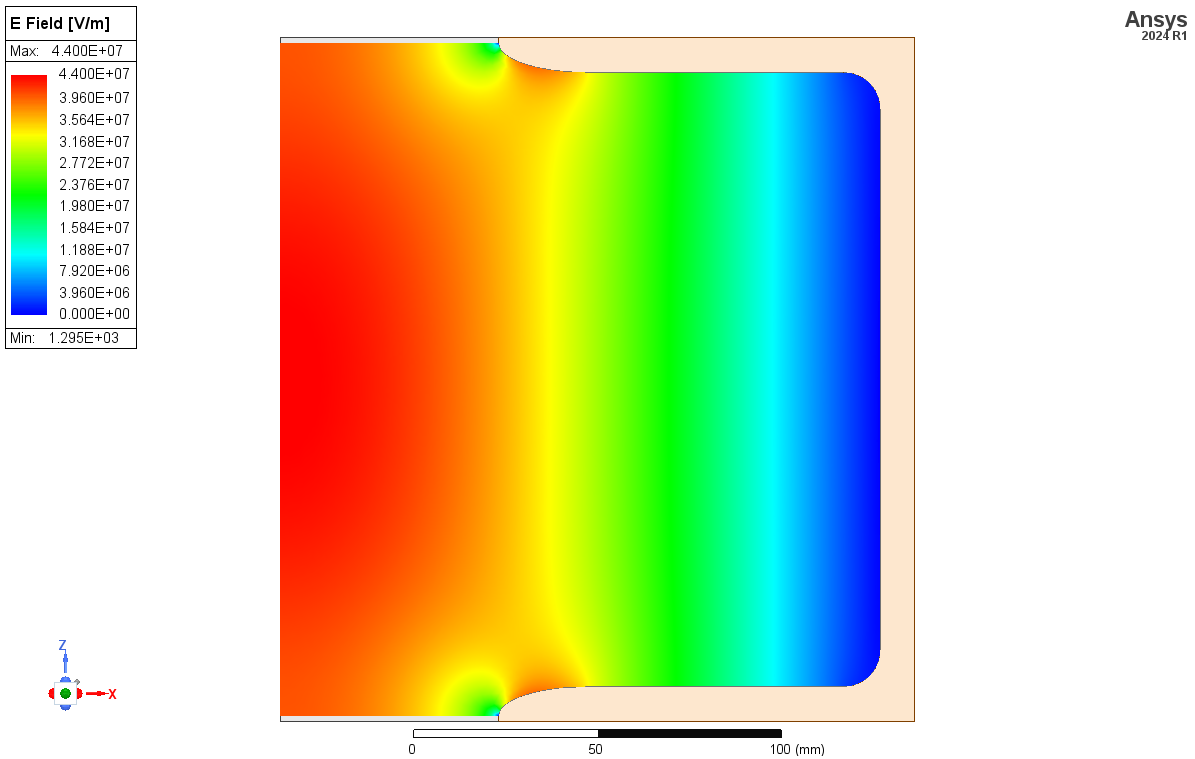 E Field [V/m]
Max: 4.400E+07
4.400E+07
3.960E+07
3.564E+07
3.168E+07
2.772E+07
2.376E+07
1.980E+07
1.584E+07
1.188E+07
7.920E+06
3.960E+06
0.000E+00
Min: 1.295E+03
Ansys
2024 R1
Z
X
0 50 100 (mm)